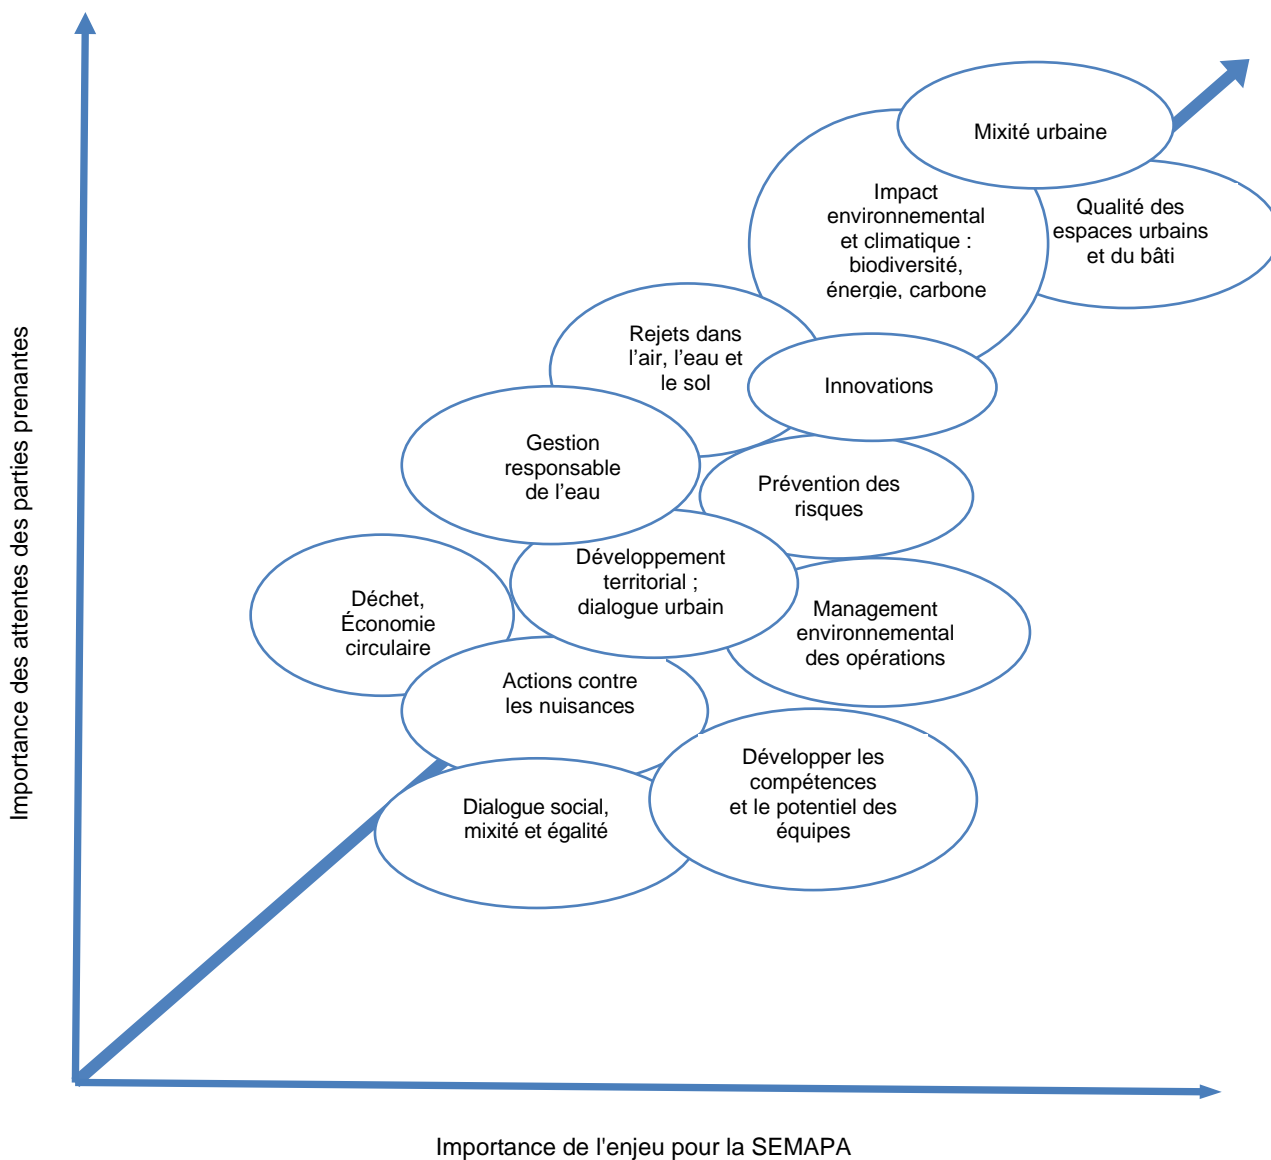 Importance des attentes des parties prenantes
Mixité urbaine
Impact
environnemental
et climatique :
biodiversité,
énergie, carbone
Qualité des
espaces urbains
et du bâti
Rejets dans
l’air, l’eau et
le sol
Innovations
Gestion
responsable
de l’eau
Prévention des
risques
Développement
territorial ;
dialogue urbain
Déchet,
Économie
circulaire
Management
environnemental
des opérations
Actions contre
les nuisances
Développer les
compétences
et le potentiel des
équipes
Dialogue social,
mixité et égalité
Importance de l'enjeu pour la SEMAPA